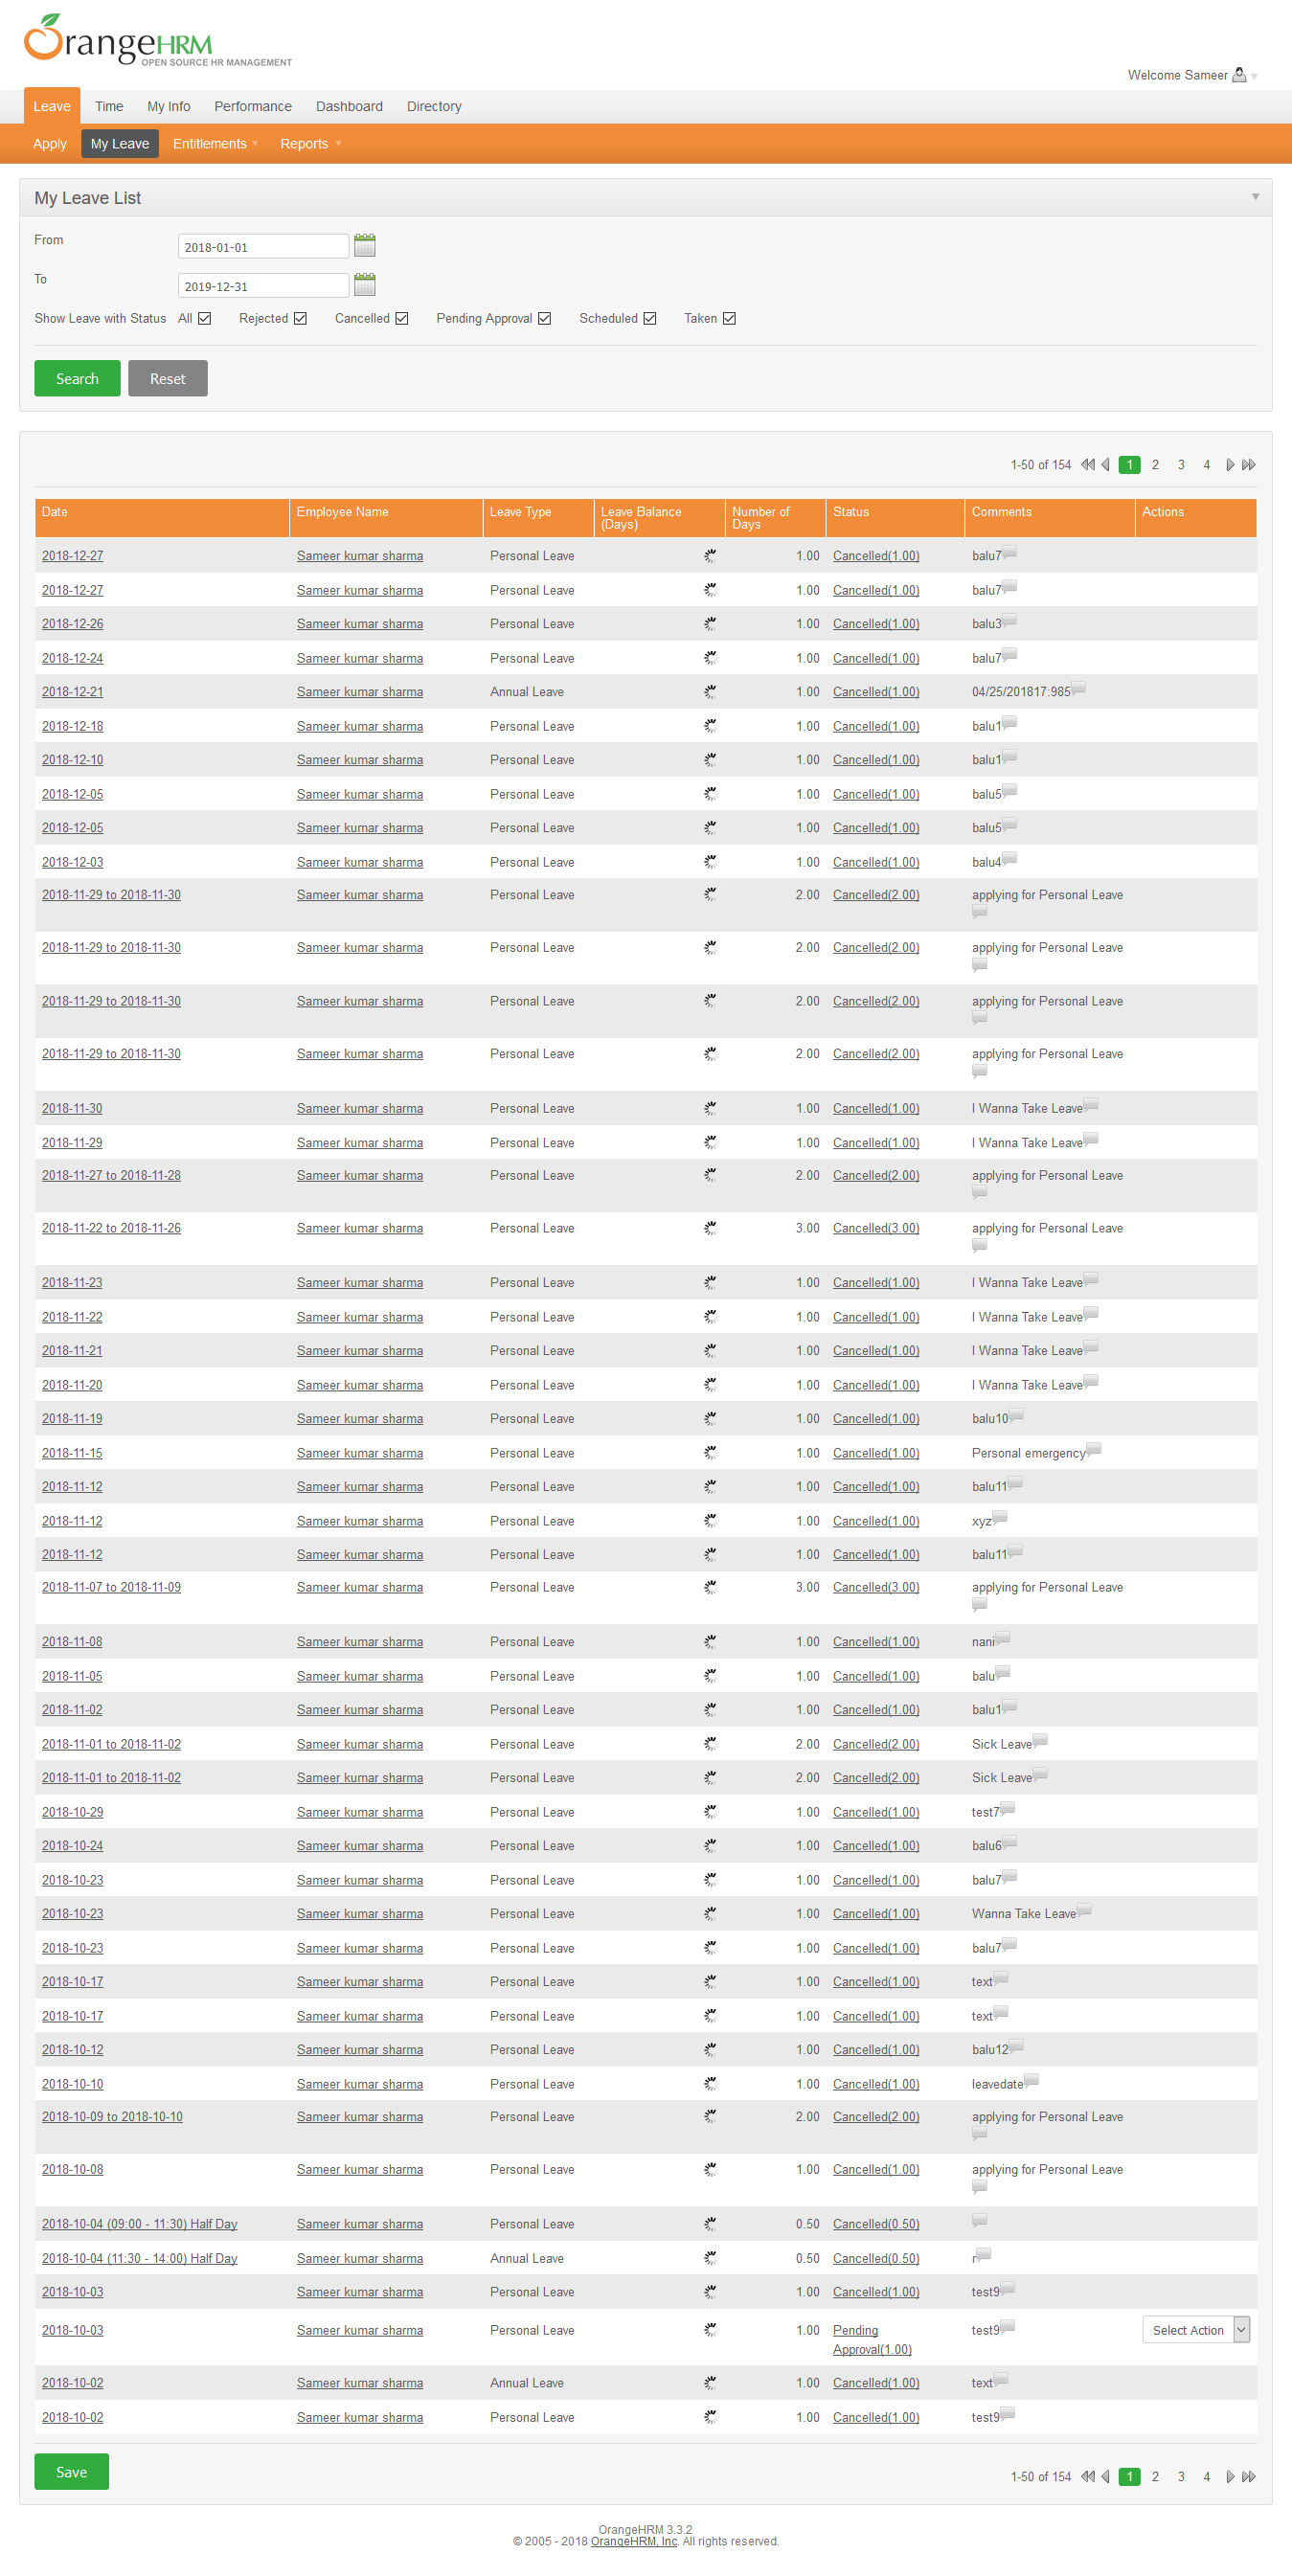 OrangeHRM
OPEN SOURCE HR MANAGEMENT
Welcome Sameer
Leave Time My Info Performance Dashboard Directory
Apply My Leave Entitlements Reports
My Leave List
From 2018-01-01
To 2019-12-31
Show Leave with Status All Rejected Cancelled Pending Approval Scheduled Taken
Search Reset
1-50 of 154 1 2 3 4
Date Employee Name Leave Type Leave Balance (Days) Number of Days Status Comments Actions
2018-12-27 Sameer kumar sharma Personal Leave 1.00 Cancelled(1.00) balu7
2018-12-27 Sameer kumar sharma Personal Leave 1.00 Cancelled(1.00) balu7
2018-12-26 Sameer kumar sharma Personal Leave 1.00 Cancelled(1.00) balu3
2018-12-24 Sameer kumar sharma Personal Leave 1.00 Cancelled(1.00) balu7
2018-12-21 Sameer kumar sharma Annual Leave 1.00 Cancelled(1.00) 04/25/201817:985
2018-12-18 Sameer kumar sharma Personal Leave 1.00 Cancelled(1.00) balu1
2018-12-10 Sameer kumar sharma Personal Leave 1.00 Cancelled(1.00) balu1
2018-12-05 Sameer kumar sharma Personal Leave 1.00 Cancelled(1.00) balu5
2018-12-05 Sameer kumar sharma Personal Leave 1.00 Cancelled(1.00) balu5
2018-12-03 Sameer kumar sharma Personal Leave 1.00 Cancelled(1.00) balu4
2018-11-29 to 2018-11-30 Sameer kumar sharma Personal Leave 2.00 Cancelled(2.00) applying for Personal Leave
2018-11-29 to 2018-11-30 Sameer kumar sharma Personal Leave 2.00 Cancelled(2.00) applying for Personal Leave
2018-11-29 to 2018-11-30 Sameer kumar sharma Personal Leave 2.00 Cancelled(2.00) applying for Personal Leave
2018-11-29 to 2018-11-30 Sameer kumar sharma Personal Leave 2.00 Cancelled(2.00) applying for Personal Leave
2018-11-30 Sameer kumar sharma Personal Leave 1.00 Cancelled(1.00) I Wanna Take Leave
2018-11-29 Sameer kumar sharma Personal Leave 1.00 Cancelled(1.00) I Wanna Take Leave
2018-11-27 to 2018-11-28 Sameer kumar sharma Personal Leave 2.00 Cancelled(2.00) applying for Personal Leave
2018-11-22 to 2018-11-26 Sameer kumar sharma Personal Leave 3.00 Cancelled(3.00) applying for Personal Leave
2018-11-23 Sameer kumar sharma Personal Leave 1.00 Cancelled(1.00) I Wanna Take Leave
2018-11-22 Sameer kumar sharma Personal Leave 1.00 Cancelled(1.00) I Wanna Take Leave
2018-11-21 Sameer kumar sharma Personal Leave 1.00 Cancelled(1.00) I Wanna Take Leave
2018-11-20 Sameer kumar sharma Personal Leave 1.00 Cancelled(1.00) I Wanna Take Leave
2018-11-19 Sameer kumar sharma Personal Leave 1.00 Cancelled(1.00) balu10
2018-11-15 Sameer kumar sharma Personal Leave 1.00 Cancelled(1.00) Personal emergency
2018-11-12 Sameer kumar sharma Personal Leave 1.00 Cancelled(1.00) balu11
2018-11-12 Sameer kumar sharma Personal Leave 1.00 Cancelled(1.00) xyz
2018-11-12 Sameer kumar sharma Personal Leave 1.00 Cancelled(1.00) balu11
2018-11-07 to 2018-11-09 Sameer kumar sharma Personal Leave 3.00 Cancelled(3.00) applying for Personal Leave
2018-11-08 Sameer kumar sharma Personal Leave 1.00 Cancelled(1.00) nani
2018-11-05 Sameer kumar sharma Personal Leave 1.00 Cancelled(1.00) balu
2018-11-02 Sameer kumar sharma Personal Leave 1.00 Cancelled(1.00) balu1
2018-11-01 to 2018-11-02 Sameer kumar sharma Personal Leave 2.00 Cancelled(2.00) Sick Leave
2018-11-01 to 2018-11-02 Sameer kumar sharma Personal Leave 2.00 Cancelled(2.00) Sick Leave
2018-10-29 Sameer kumar sharma Personal Leave 1.00 Cancelled(1.00) test7
2018-10-24 Sameer kumar sharma Personal Leave 1.00 Cancelled(1.00) balu6
2018-10-23 Sameer kumar sharma Personal Leave 1.00 Cancelled(1.00) balu7
2018-10-23 Sameer kumar sharma Personal Leave 1.00 Cancelled(1.00) Wanna Take Leave
2018-10-23 Sameer kumar sharma Personal Leave 1.00 Cancelled(1.00) balu7
2018-10-17 Sameer kumar sharma Personal Leave 1.00 Cancelled(1.00) text
2018-10-17 Sameer kumar sharma Personal Leave 1.00 Cancelled(1.00) text
2018-10-12 Sameer kumar sharma Personal Leave 1.00 Cancelled(1.00) balu12
2018-10-10 Sameer kumar sharma Personal Leave 1.00 Cancelled(1.00) leavedate
2018-10-09 to 2018-10-10 Sameer kumar sharma Personal Leave 2.00 Cancelled(2.00) applying for Personal Leave
2018-10-08 Sameer kumar sharma Personal Leave 1.00 Cancelled(1.00) applying for Personal Leave
2018-10-04 (09:00 - 11:30) Half Day Sameer kumar sharma Personal Leave 0.50 Cancelled(0.50)
2018-10-04 (11:30 - 14:00) Half Day Sameer kumar sharma Annual Leave 0.50 Cancelled(0.50) r
2018-10-03 Sameer kumar sharma Personal Leave 1.00 Cancelled(1.00) test9
2018-10-03 Sameer kumar sharma Personal Leave 1.00 Pending Approval(1.00) test9 Select Action
2018-10-02 Sameer kumar sharma Annual Leave 1.00 Cancelled(1.00) text
2018-10-02 Sameer kumar sharma Personal Leave 1.00 Cancelled(1.00) test9
Save
1-50 of 154 1 2 3 4
OrangeHRM 3.3.2
© 2005 - 2018 OrangeHRM, Inc. All rights reserved.